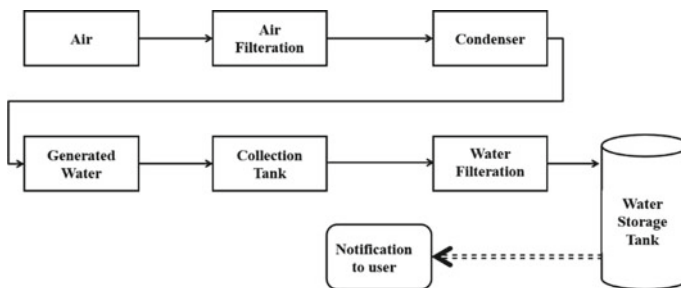 Air
Air
Filteration
Condenser
Generated
Water
Collection
Tank
Water
Filteration
Water
Storage
Tank
Notification
to user